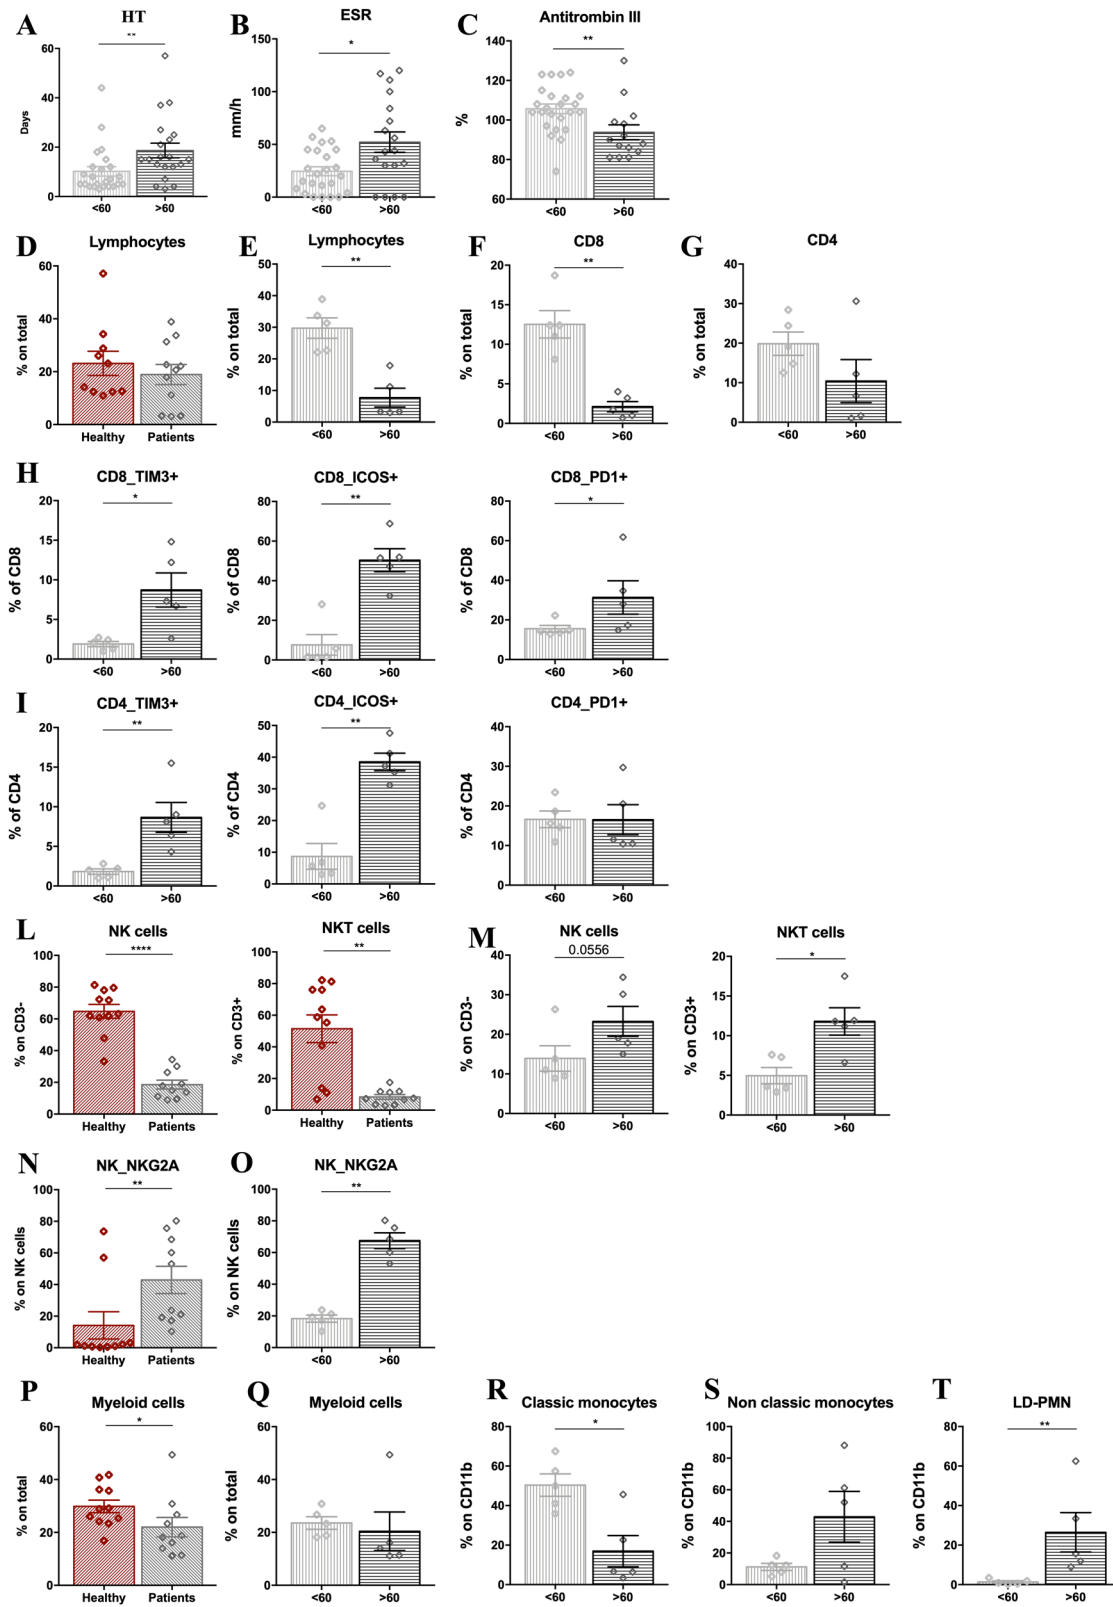 A
HT
**
Days
60
40
20
0
<60
>60
B
ESR
*
mm/h
150
100
50
0
<60
>60
C
Antitrombin III
**
%
140
120
100
80
60
<60
>60
D
Lymphocytes
% on total
60
40
20
0
Healthy
Patients
E
Lymphocytes
**
% on total
50
40
30
20
10
0
<60
>60
F
CD8
**
% on total
20
15
10
5
0
<60
>60
G
CD4
% on total
40
30
20
10
0
<60
>60
H
CD8_TIM3+
*
% of CD8
20
15
10
5
0
<60
>60
CD8_ICOS+
**
% of CD8
80
60
40
20
0
<60
>60
CD8_PD1+
*
% of CD8
80
60
40
20
0
<60
>60
I
CD4_TIM3+
**
% of CD4
20
15
10
5
0
<60
>60
CD4_ICOS+
**
% of CD4
50
40
30
20
10
0
<60
>60
CD4_PD1+
% of CD4
40
30
20
10
0
<60
>60
L
NK cells
****
% on CD3-
100
80
60
40
20
0
Healthy
Patients
NKT cells
**
% on CD3+
100
80
60
40
20
0
Healthy
Patients
M
NK cells
0.0556
% on CD3-
40
30
20
10
0
<60
>60
NKT cells
*
% on CD3+
20
15
10
5
0
<60
>60
N
NK_NKG2A
**
% on NK cells
100
80
60
40
20
0
Healthy
Patients
O
NK_NKG2A
**
% on NK cells
100
80
60
40
20
0
<60
>60
P
Myeloid cells
*
% on total
60
40
20
0
Healthy
Patients
Q
Myeloid cells
% on total
60
40
20
0
<60
>60
R
Classic monocytes
*
% on CD11b
80
60
40
20
0
<60
>60
S
Non classic monocytes
% on CD11b
100
80
60
40
20
0
<60
>60
T
LD-PMN
**
% on CD11b
80
60
40
20
0
<60
>60